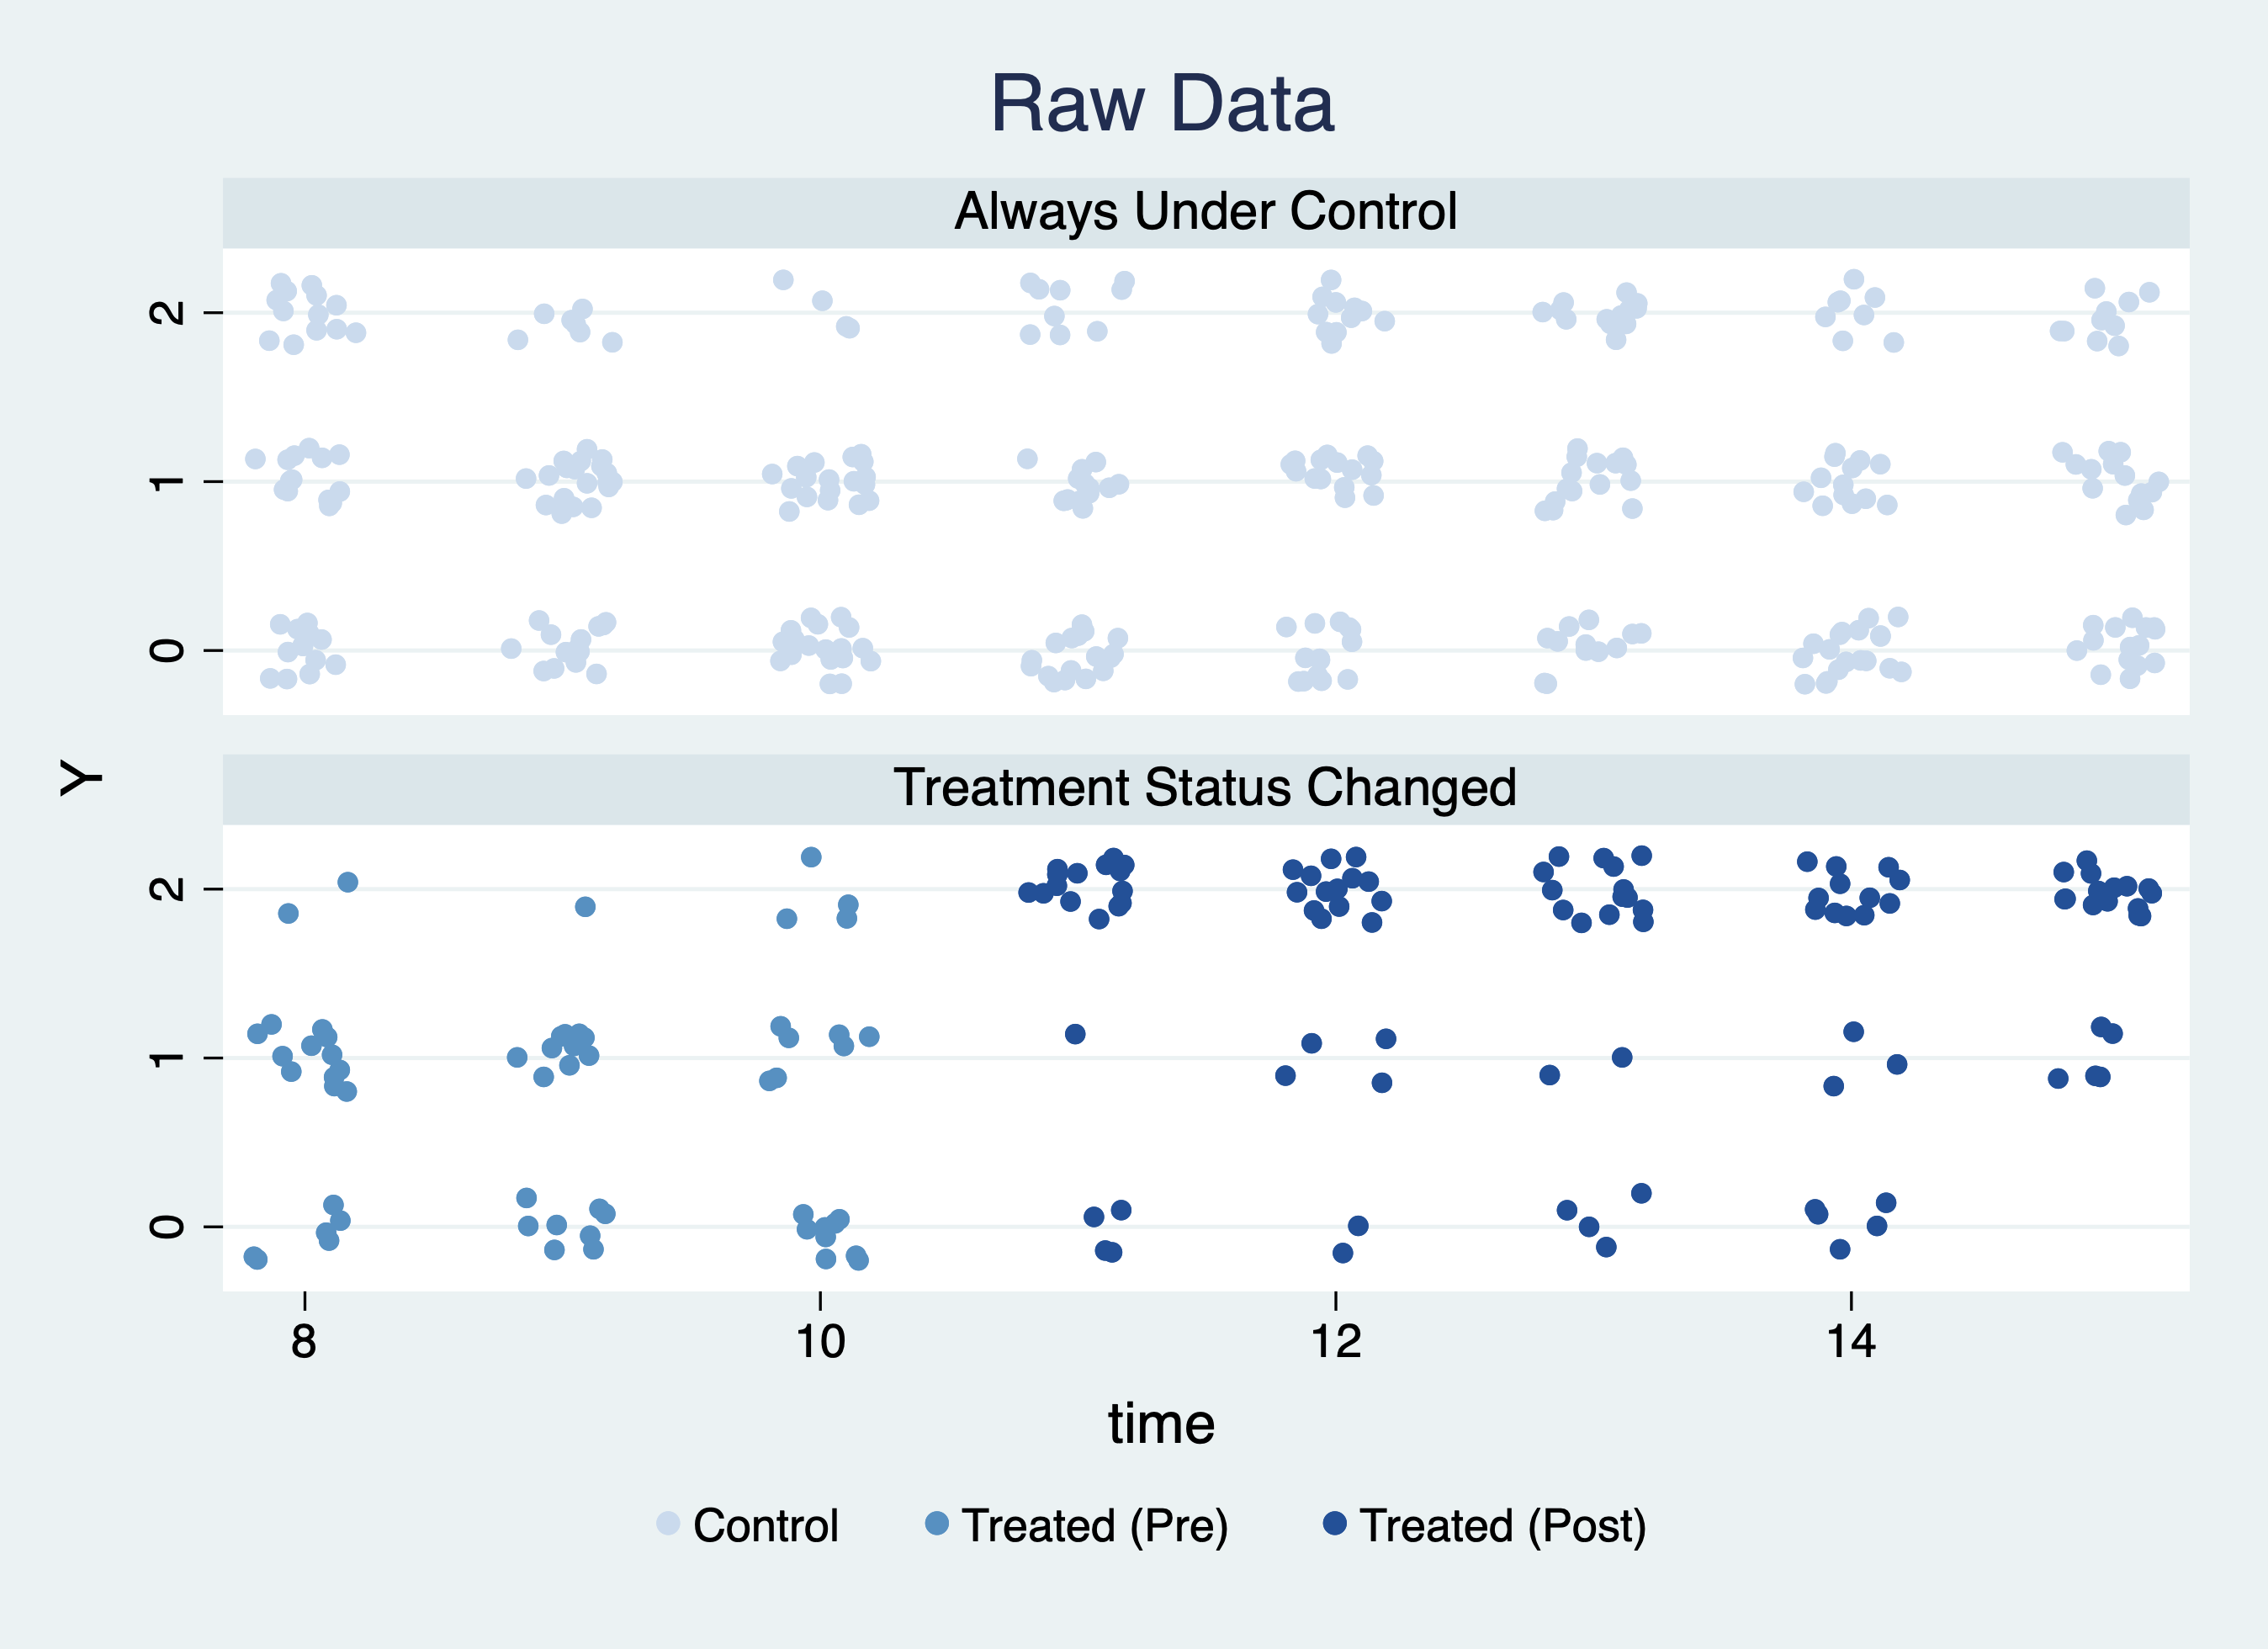 Raw Data
Always Under Control
2
1
0
Y
Treatment Status Changed
2
1
0
8 10 12 14
time
Control Treated (Pre) Treated (Post)